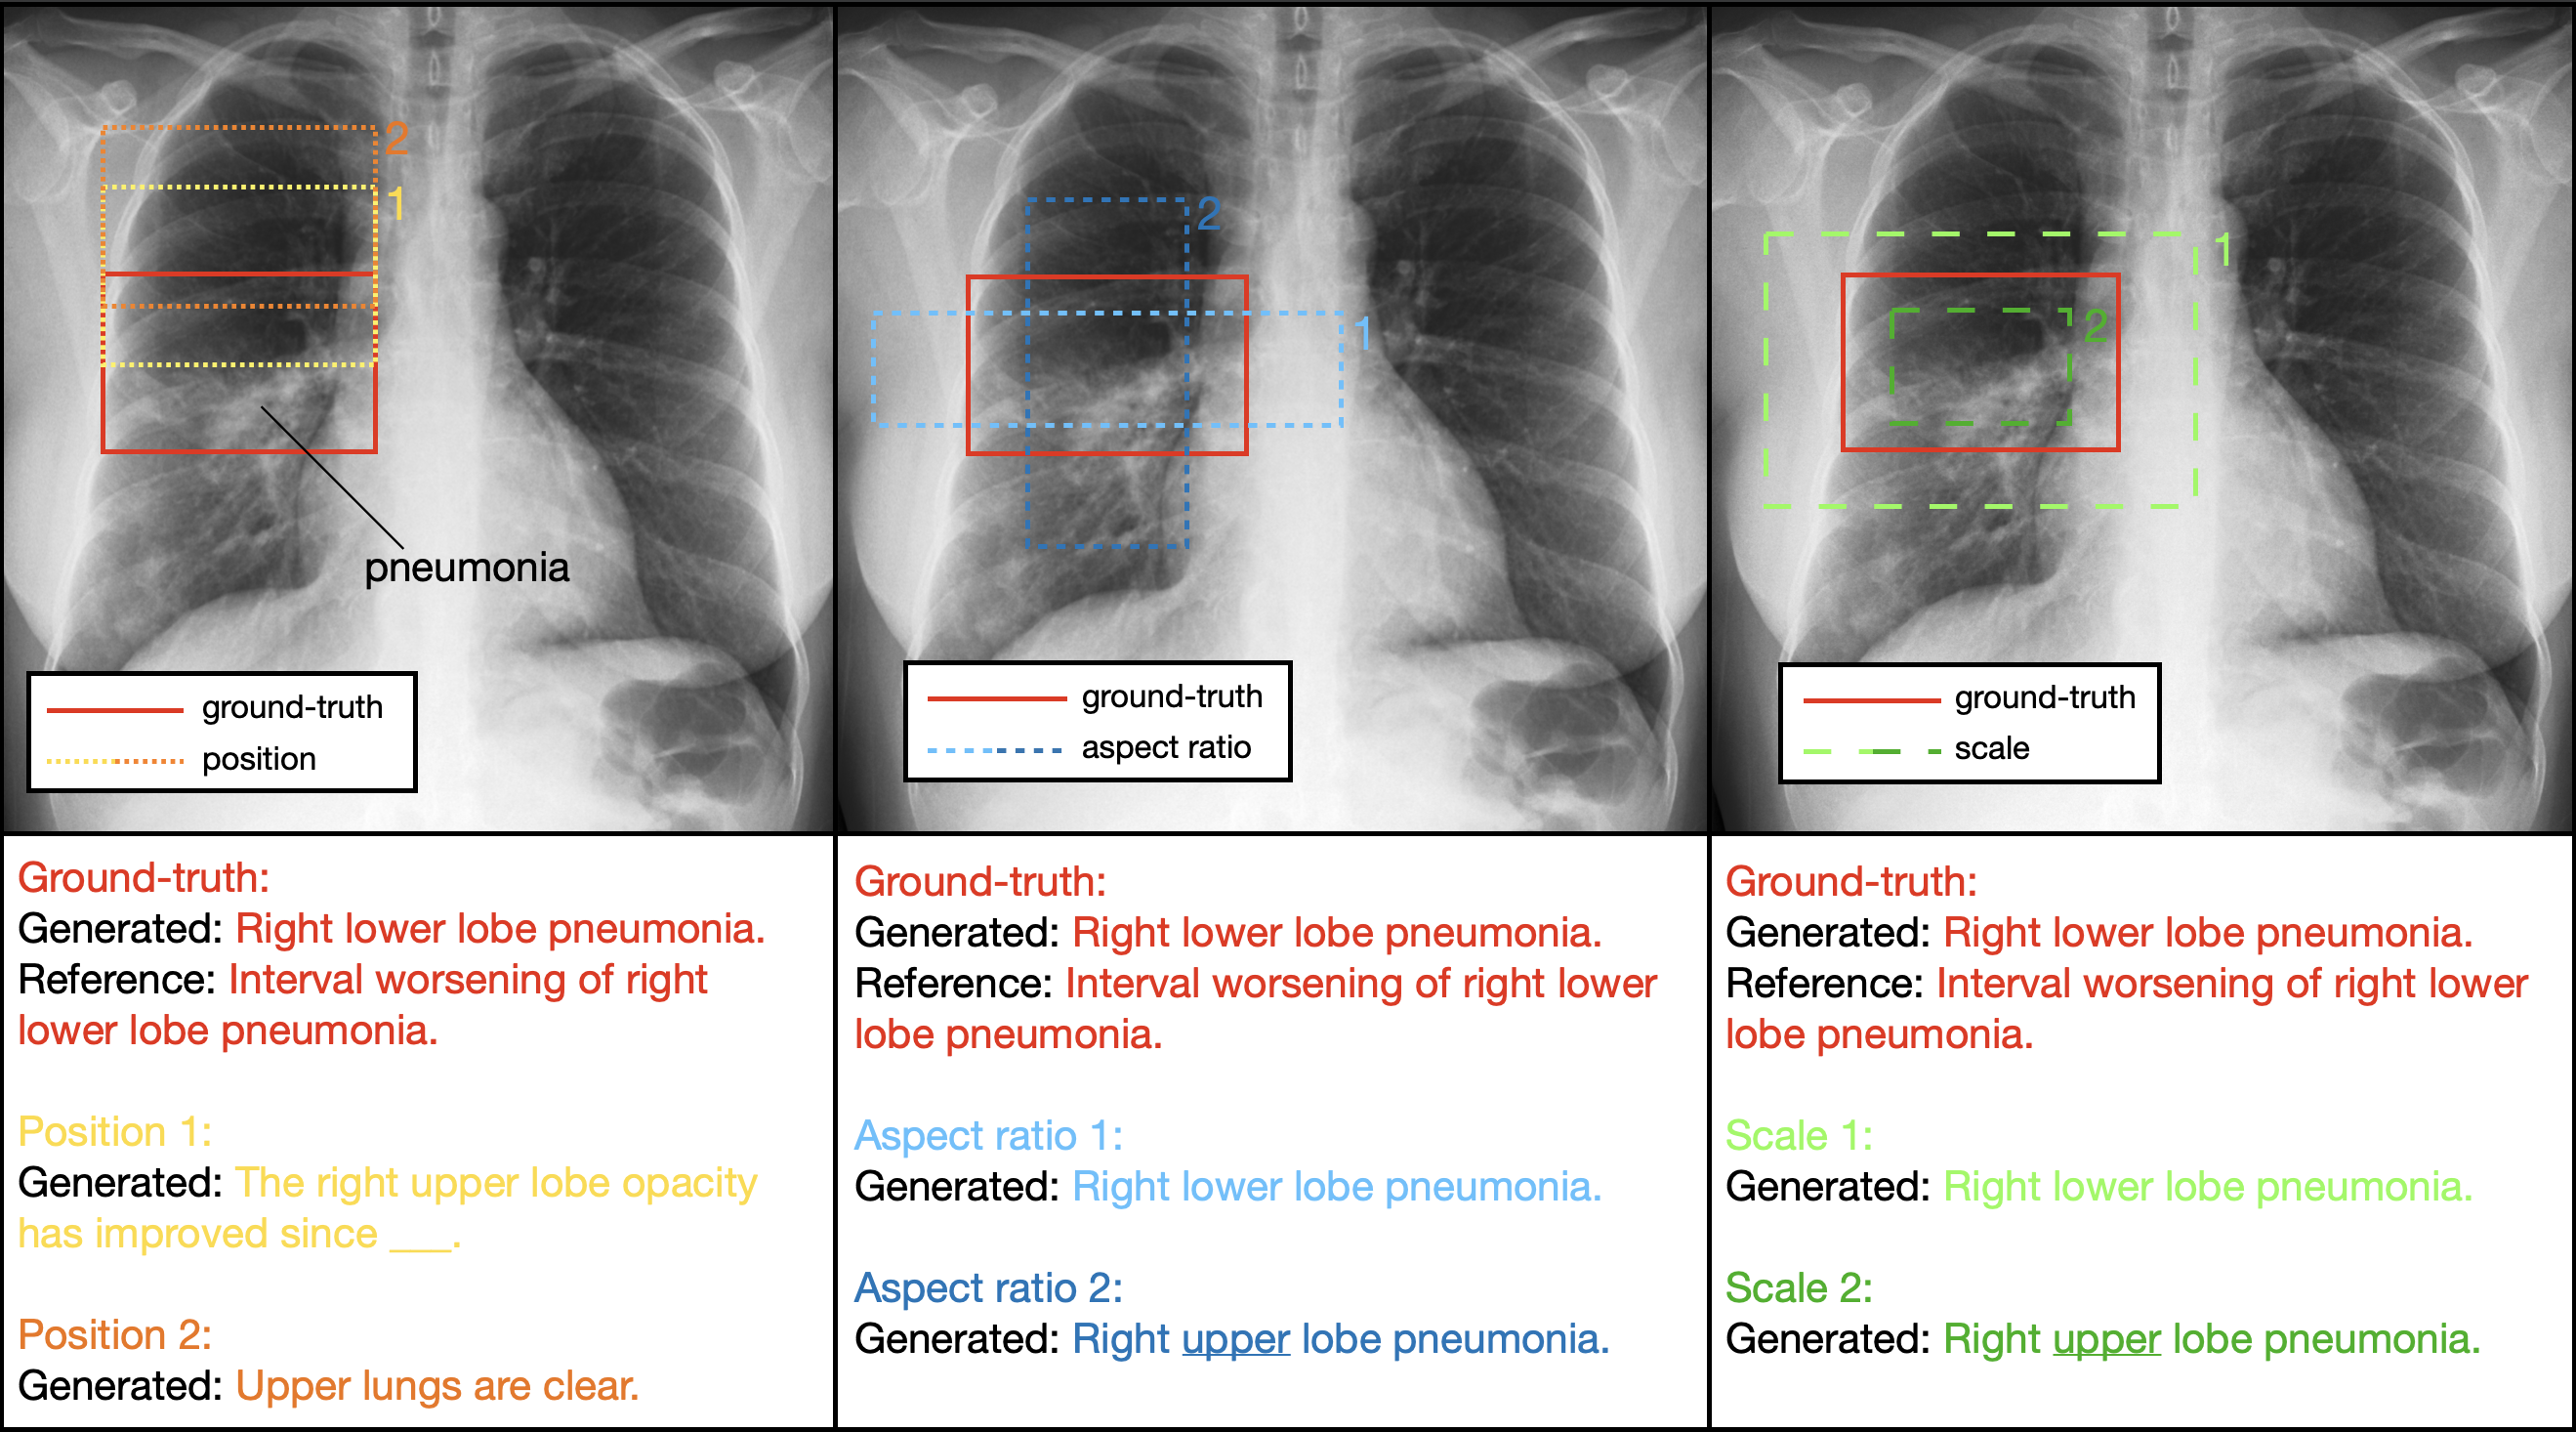 2
1
pneumonia
ground-truth
position
Ground-truth:
Generated: Right lower lobe pneumonia.
Reference: Interval worsening of right
lower lobe pneumonia.
Position 1:
Generated: The right upper lobe opacity
has improved since ___.
Position 2:
Generated: Upper lungs are clear.
2
1
ground-truth
aspect ratio
Ground-truth:
Generated: Right lower lobe pneumonia.
Reference: Interval worsening of right lower
lobe pneumonia.
Aspect ratio 1:
Generated: Right lower lobe pneumonia.
Aspect ratio 2:
Generated: Right upper lobe pneumonia.
1
2
ground-truth
scale
Ground-truth:
Generated: Right lower lobe pneumonia.
Reference: Interval worsening of right lower
lobe pneumonia.
Scale 1:
Generated: Right lower lobe pneumonia.
Scale 2:
Generated: Right upper lobe pneumonia.